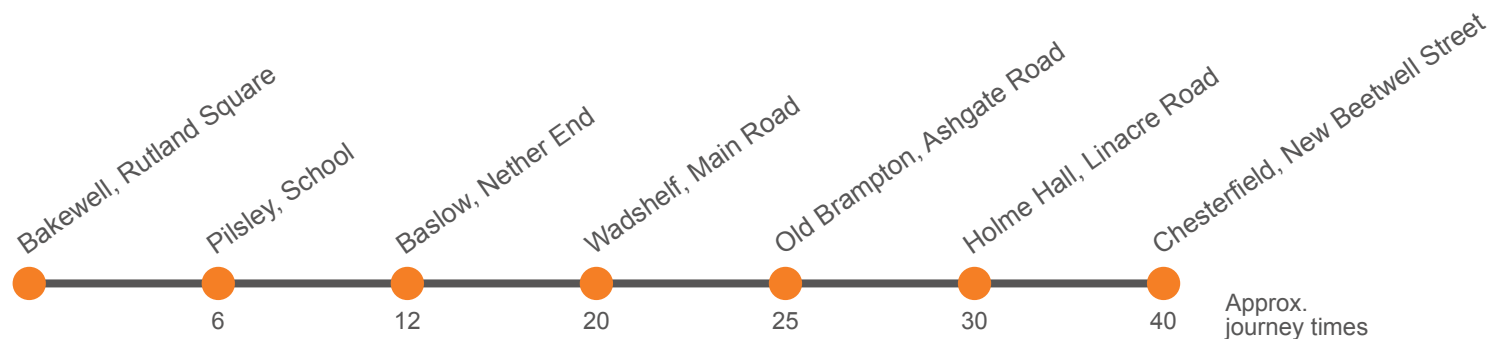 Bakewell, Rutland Square
Pilsley, School
Baslow, Nether End
Wadshelf, Main Road
Old Brampton, Ashgate Road
Holme Hall, Linacre Road
Chesterfield, New Beetwell Street
6
12
20
25
30
40
Approx.
journey times